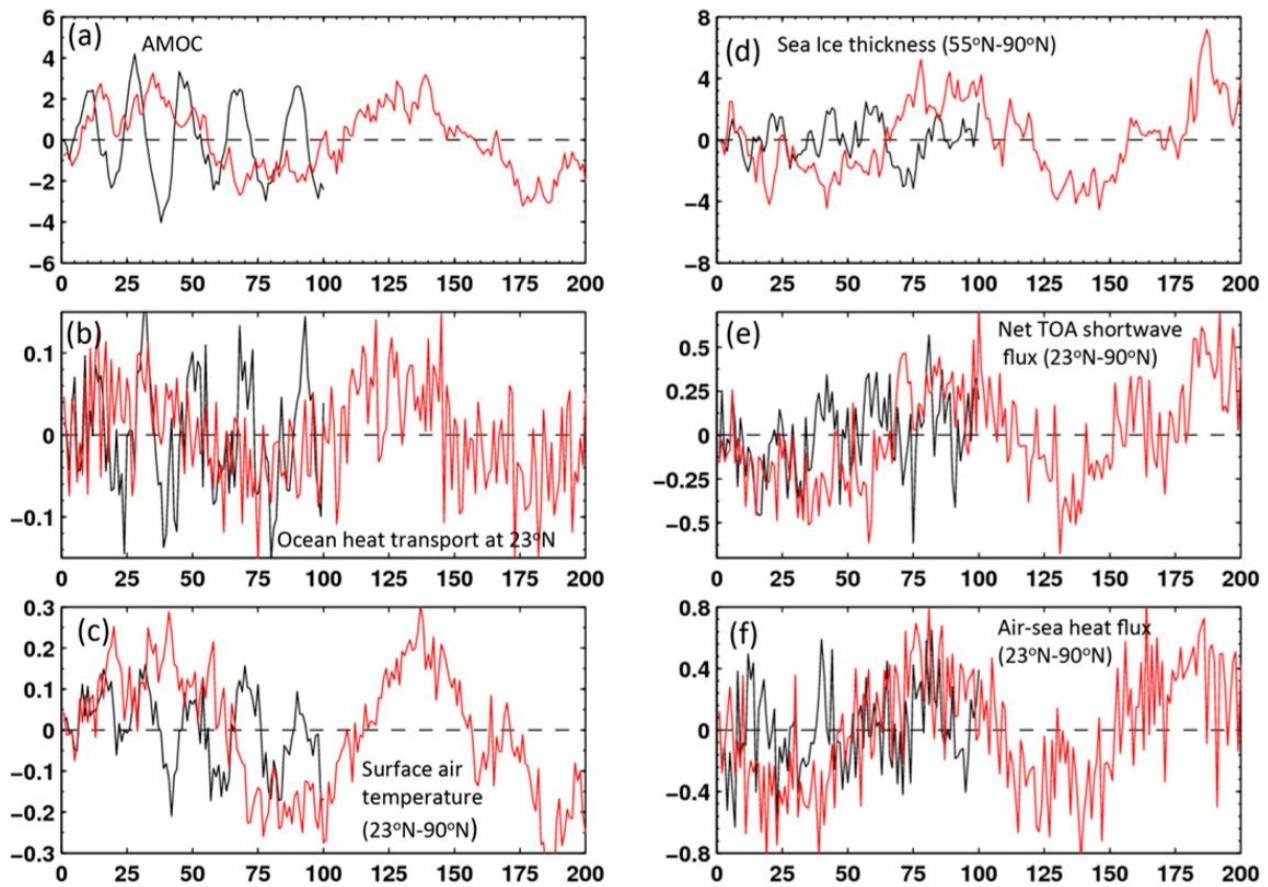 6
4
2
0
−2
−4
−6
(a)
AMOC
0 25 50 75 100 125 150 175 200
8
4
0
−4
−8
(d)
Sea Ice thickness (55°N-90°N)
0 25 50 75 100 125 150 175 200
0.1
0
−0.1
(b)
Ocean heat transport at 23°N
0 25 50 75 100 125 150 175 200
0.5
0.25
0
−0.25
−0.5
(e)
Net TOA shortwave
flux (23°N-90°N)
0 25 50 75 100 125 150 175 200
0.3
0.2
0.1
0
−0.1
−0.2
−0.3
(c)
Surface air
temperature
(23°N-90°N)
0 25 50 75 100 125 150 175 200
0.8
0.4
0
−0.4
−0.8
(f)
Air-sea heat flux
(23°N-90°N)
0 25 50 75 100 125 150 175 200